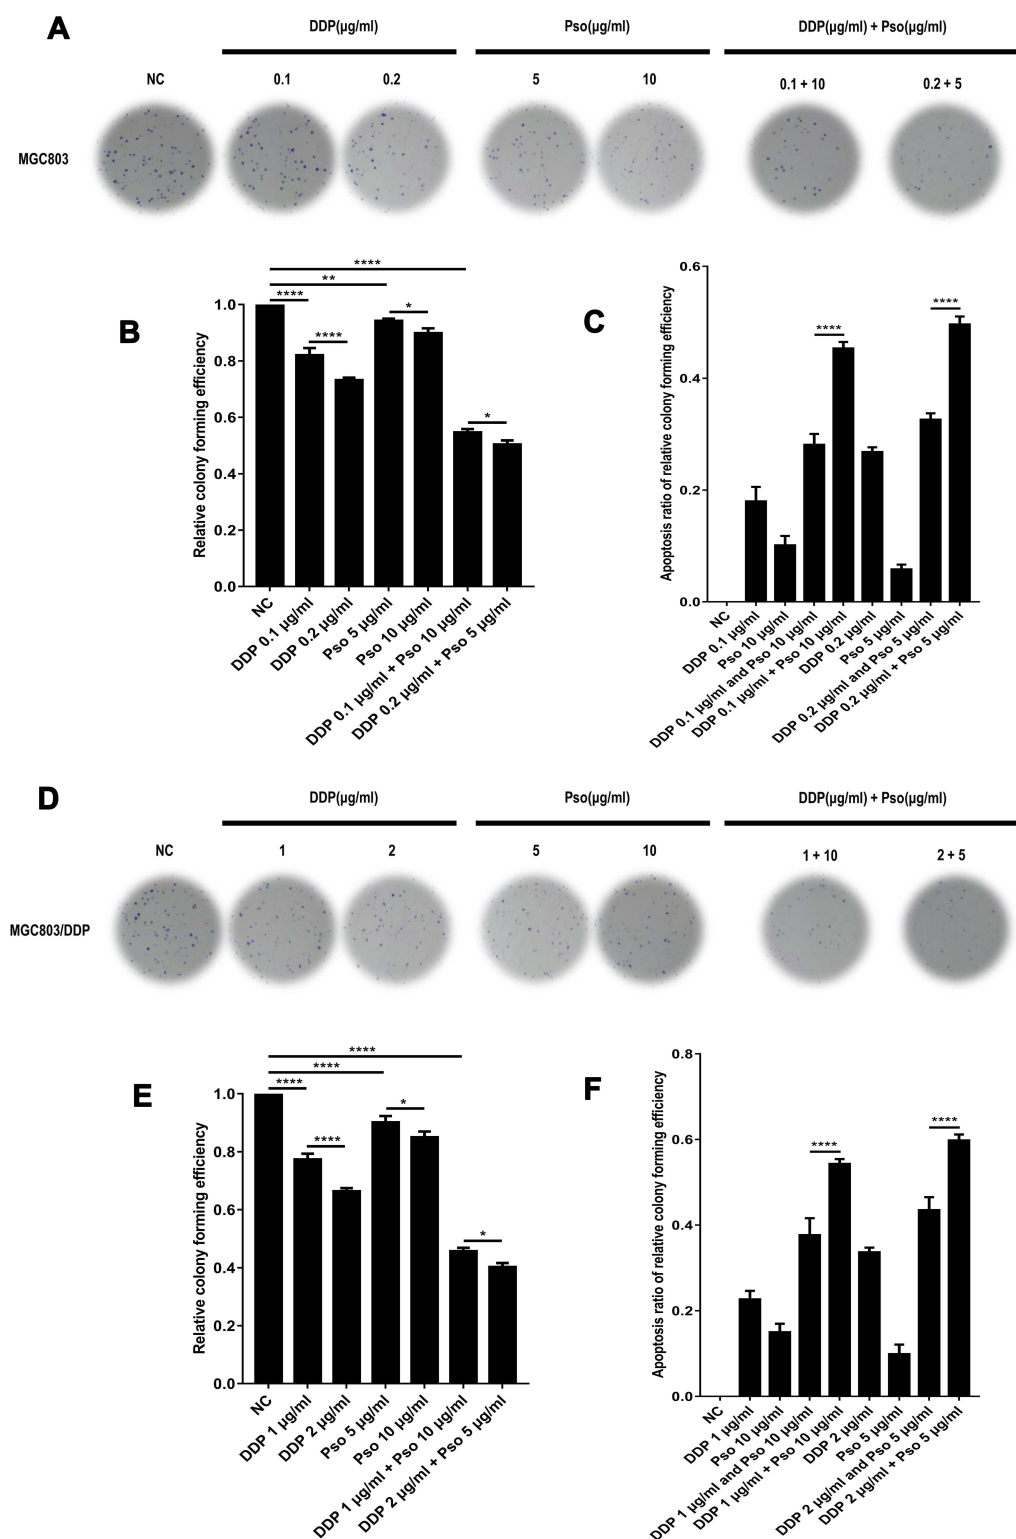 A
DDP(µg/ml) Pso(µg/ml) DDP(µg/ml) + Pso(µg/ml)
NC 0.1 0.2 5 10 0.1 + 10 0.2 + 5
MGC803
B
Relative colony forming efficiency
1.0
0.8
0.6
0.4
0.2
0.0
****
**
****
****
*
*
NC
DDP 0.1 µg/ml
DDP 0.2 µg/ml
Pso 5 µg/ml
Pso 10 µg/ml
DDP 0.1 µg/ml + Pso 10 µg/ml
DDP 0.2 µg/ml + Pso 5 µg/ml
C
Apoptosis ratio of relative colony forming efficiency
0.6
0.4
0.2
0.0
****
****
NC
DDP 0.1 µg/ml
Pso 10 µg/ml
DDP 0.1 µg/ml and Pso 10 µg/ml
DDP 0.1 µg/ml + Pso 10 µg/ml
DDP 0.2 µg/ml
Pso 5 µg/ml
DDP 0.2 µg/ml and Pso 5 µg/ml
DDP 0.2 µg/ml + Pso 5 µg/ml
D
DDP(µg/ml) Pso(µg/ml) DDP(µg/ml) + Pso(µg/ml)
NC 1 2 5 10 1 + 10 2 + 5
MGC803/DDP
E
Relative colony forming efficiency
1.0
0.8
0.6
0.4
0.2
0.0
****
****
****
****
*
*
NC
DDP 1 µg/ml
DDP 2 µg/ml
Pso 5 µg/ml
Pso 10 µg/ml
DDP 1 µg/ml + Pso 10 µg/ml
DDP 2 µg/ml + Pso 5 µg/ml
F
Apoptosis ratio of relative colony forming efficiency
0.8
0.6
0.4
0.2
0.0
****
****
NC
DDP 1 µg/ml
Pso 10 µg/ml
DDP 1 µg/ml and Pso 10 µg/ml
DDP 1 µg/ml + Pso 10 µg/ml
DDP 2 µg/ml
Pso 5 µg/ml
DDP 2 µg/ml and Pso 5 µg/ml
DDP 2 µg/ml + Pso 5 µg/ml